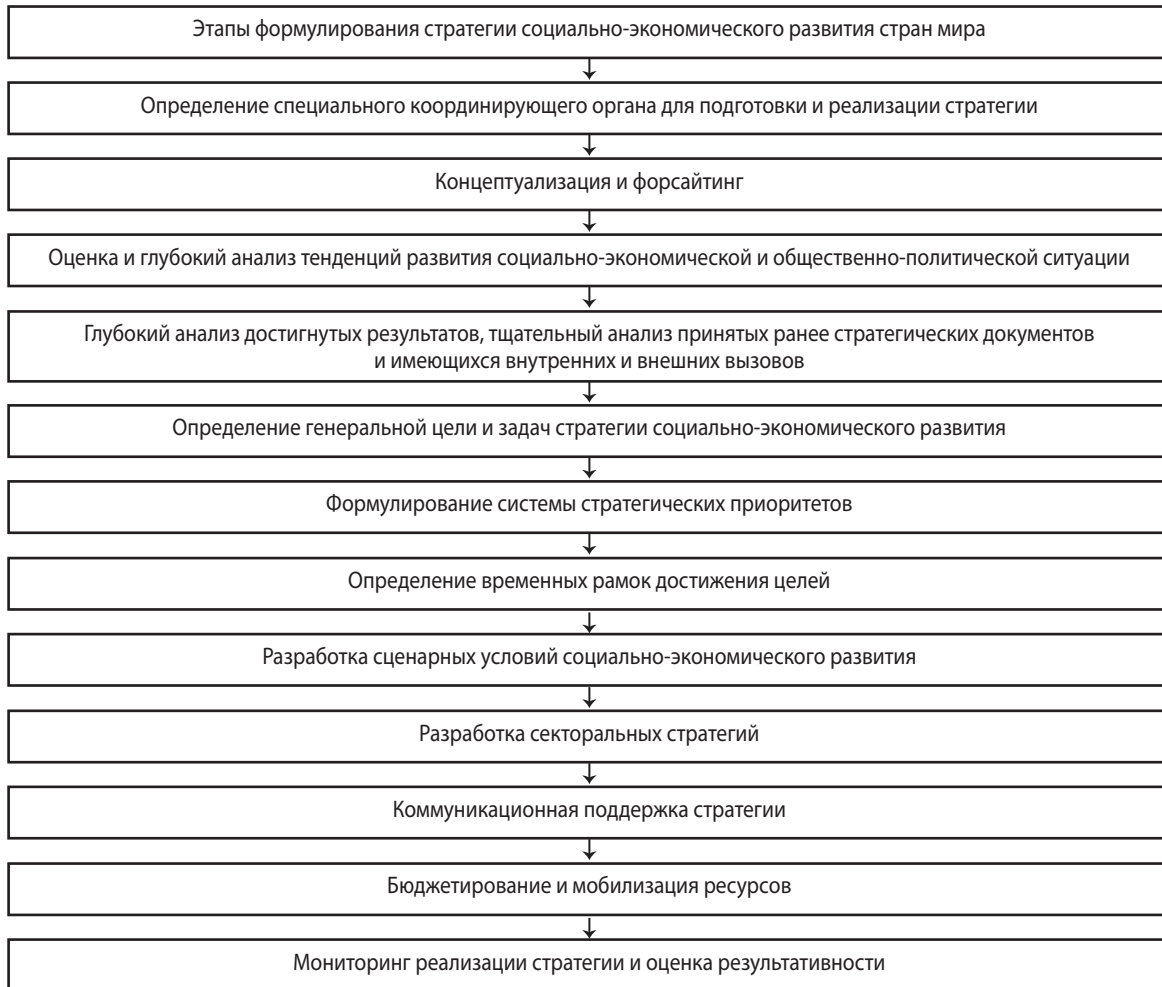 Этапы формулирования стратегии социально-экономического развития стран мира
Определение специального координирующего органа для подготовки и реализации стратегии
Концептуализация и форсайтинг
Оценка и глубокий анализ тенденций развития социально-экономической и общественно-политической ситуации
Глубокий анализ достигнутых результатов, тщательный анализ принятых ранее стратегических документов
и имеющихся внутренних и внешних вызовов
Определение генеральной цели и задач стратегии социально-экономического развития
Формулирование системы стратегических приоритетов
Определение временных рамок достижения целей
Разработка сценарных условий социально-экономического развития
Разработка секторальных стратегий
Коммуникационная поддержка стратегии
Бюджетирование и мобилизация ресурсов
Мониторинг реализации стратегии и оценка результативности